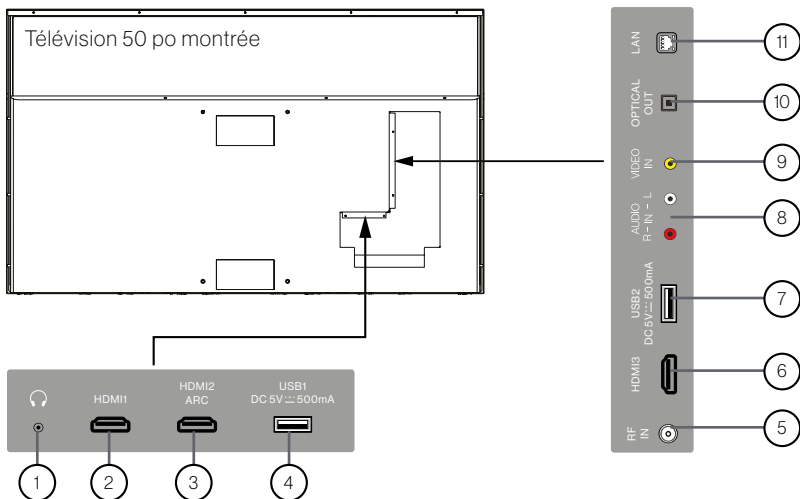 Télévision 50 po montrée
LAN
11
OPTICAL
OUT
10
VIDEO
IN
9
AUDIO
R – IN – L
8
USB2
DC 5V⎓500mA
7
HDMI3
6
RF
IN
5
HDMI1
HDMI2
ARC
USB1
DC 5V⎓500mA
1
2
3
4